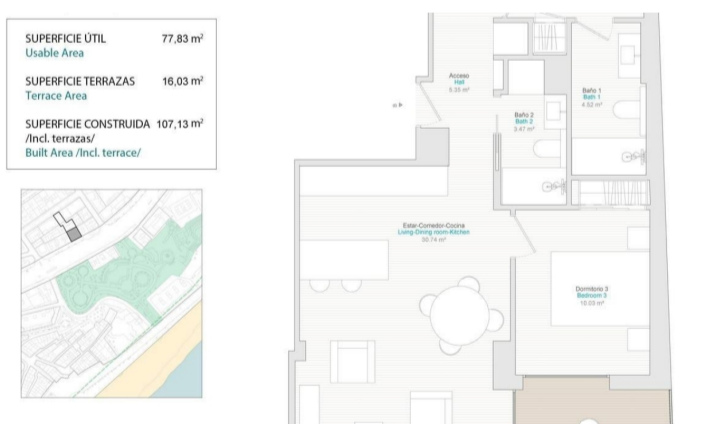 SUPERFICIE ÚTIL 77,83 m²
Usable Area
SUPERFICIE TERRAZAS 16,03 m²
Terrace Area
SUPERFICIE CONSTRUIDA 107,13 m²
/Incl. terrazas/
Built Area /Incl. terrace/
Acceso
Hall
5.35 m²
Baño 1
Bath 1
4.52 m²
Baño 2
Bath 2
3.47 m²
Estar-Comedor-Cocina
Living-Dining room-Kitchen
30.74 m²
Dormitorio 3
Bedroom 3
10.03 m²